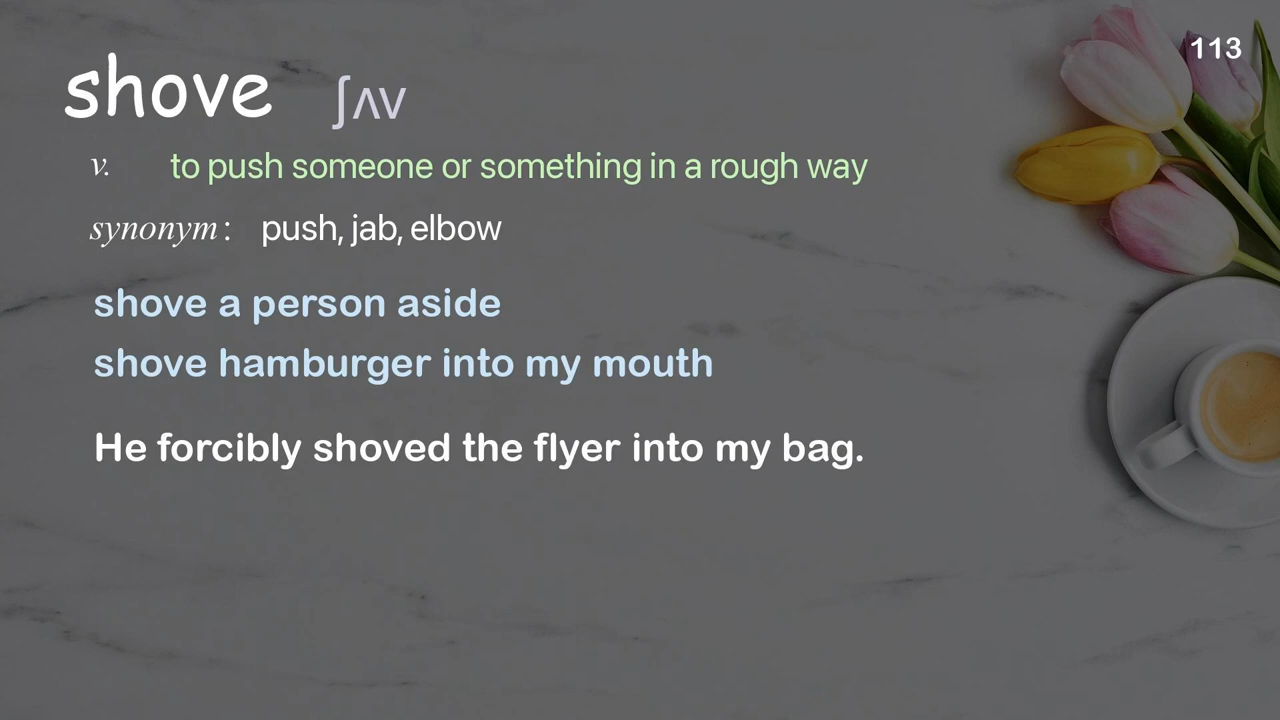 113
shove ʃʌv
v. to push someone or something in a rough way
synonym: push, jab, elbow
shove a person aside
shove hamburger into my mouth
He forcibly shoved the flyer into my bag.